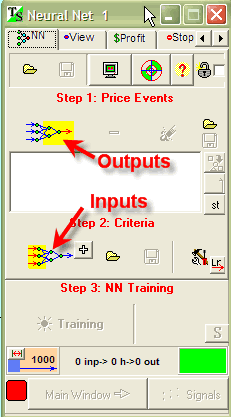 Neural Net 1
NN View $Profit Stop
?
Step 1: Price Events
Outputs
st
Inputs
Step 2: Criteria
Lr
Step 3: NN Training
Training
S
1000 0 inp-> 0 h->0 out
Main Window Signals